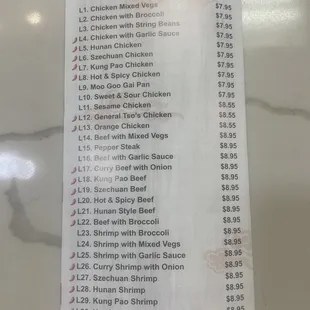 L1. Chicken Mixed Vegs $7.95
L2. Chicken with Broccoli $7.95
L3. Chicken with String Beans $7.95
L4. Chicken with Garlic Sauce $7.95
L5. Hunan Chicken $7.95
L6. Szechuan Chicken $7.95
L7. Kung Pao Chicken $7.95
L8. Hot & Spicy Chicken $7.95
L9. Moo Goo Gai Pan $7.95
L10. Sweet & Sour Chicken $7.95
L11. Sesame Chicken $8.55
L12. General Tso's Chicken $8.55
L13. Orange Chicken $8.55
L14. Beef with Mixed Vegs $8.95
L15. Pepper Steak $8.95
L16. Beef with Garlic Sauce $8.95
L17. Curry Beef with Onion $8.95
L18. Kung Pao Beef $8.95
L19. Szechuan Beef $8.95
L20. Hot & Spicy Beef $8.95
L21. Hunan Style Beef $8.95
L22. Beef with Broccoli $8.95
L23. Shrimp with Broccoli $8.95
L24. Shrimp with Mixed Vegs $8.95
L25. Shrimp with Garlic Sauce $8.95
L26. Curry Shrimp with Onion $8.95
L27. Szechuan Shrimp $8.95
L28. Hunan Shrimp $8.95
L29. Kung Pao Shrimp $8.95